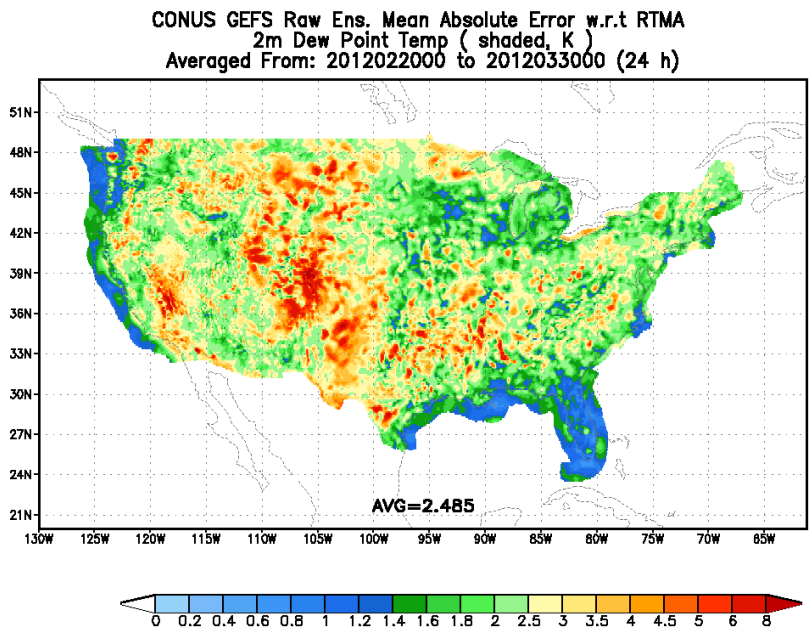 CONUS GEFS Raw Ens. Mean Absolute Error w.r.t RTMA
2m Dew Point Temp ( shaded, K )
Averaged From: 2012022000 to 2012033000 (24 h)
51N
48N
45N
42N
39N
36N
33N
30N
27N
24N
21N
AVG=2.485
130W 125W 120W 115W 110W 105W 100W 95W 90W 85W 80W 75W 70W 65W
0 0.2 0.4 0.6 0.8 1 1.2 1.4 1.6 1.8 2 2.5 3 3.5 4 4.5 5 6 8